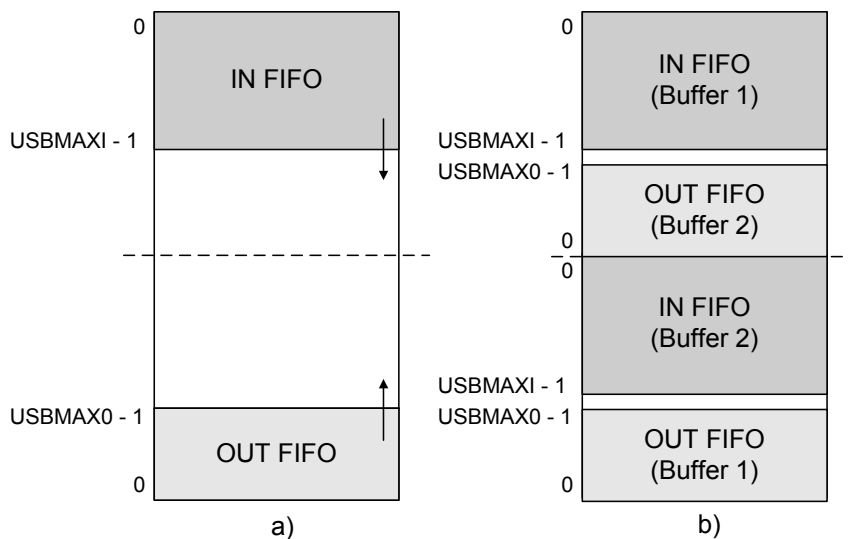 0
IN FIFO
USBMAXI - 1
USBMAX0 - 1
OUT FIFO
0
a)
0
IN FIFO
(Buffer 1)
USBMAXI - 1
USBMAX0 - 1
OUT FIFO
(Buffer 2)
0
0
IN FIFO
(Buffer 2)
USBMAXI - 1
USBMAX0 - 1
OUT FIFO
(Buffer 1)
0
b)